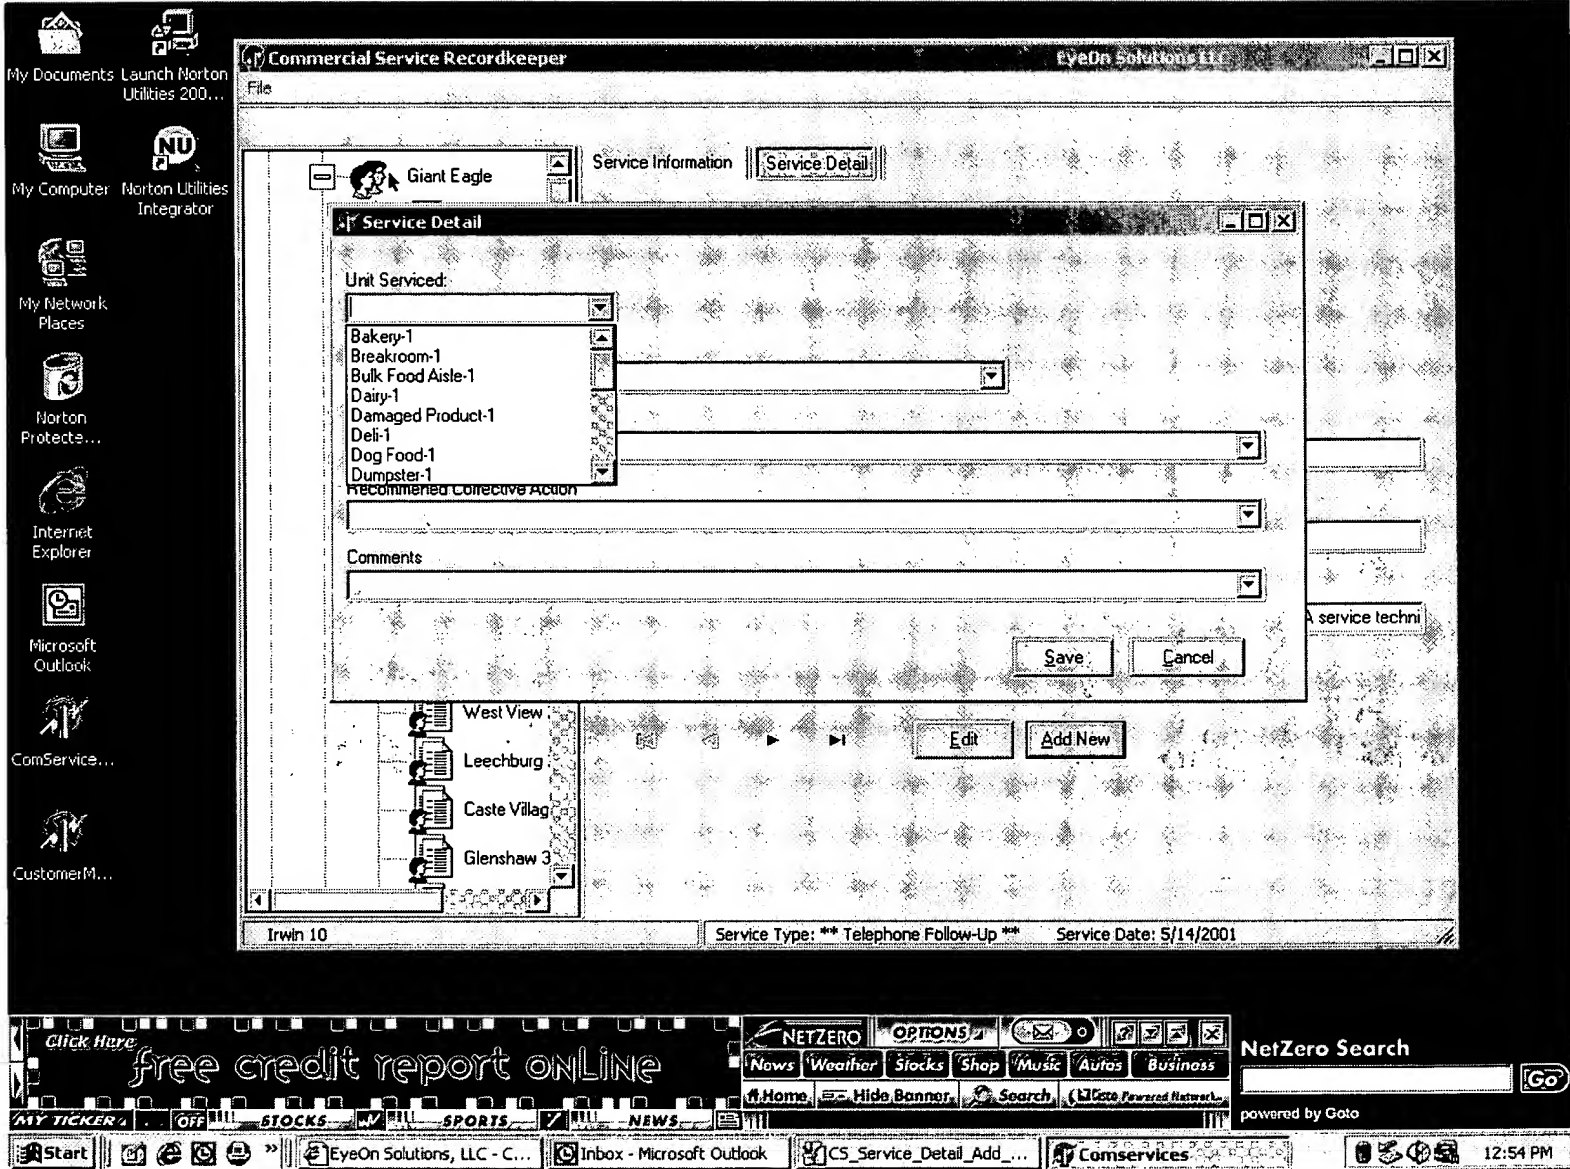 My Documents
Launch Norton
Utilities 200...
My Computer
Norton Utilities
Integrator
My Network
Places
Norton
Protecte...
Internet
Explorer
Microsoft
Outlook
ComService...
CustomerM...
Commercial Service Recordkeeper
EyeOn Solutions LLC
File
Giant Eagle
Service Information
Service Detail
Service Detail
Unit Serviced:
Bakery-1
Breakroom-1
Bulk Food Aisle-1
Dairy-1
Damaged Product-1
Deli-1
Dog Food-1
Dumpster-1
Recommened Corrective Action
Comments
A service techni
Save
Cancel
West View
Leechburg
Caste Villag
Glenshaw 3
Edit
Add New
Irwin 10
Service Type: ** Telephone Follow-Up **
Service Date: 5/14/2001
Click Here
free credit report onLine
NETZERO
OPTIONS
News Weather Stocks Shop Music Autos Business
Home Hide Banner Search
MY TICKER OFF STOCKS SPORTS NEWS
NetZero Search
Go
powered by Goto
Start
EyeOn Solutions, LLC - C...
Inbox - Microsoft Outlook
CS_Service_Detail_Add_...
Comservices
12:54 PM